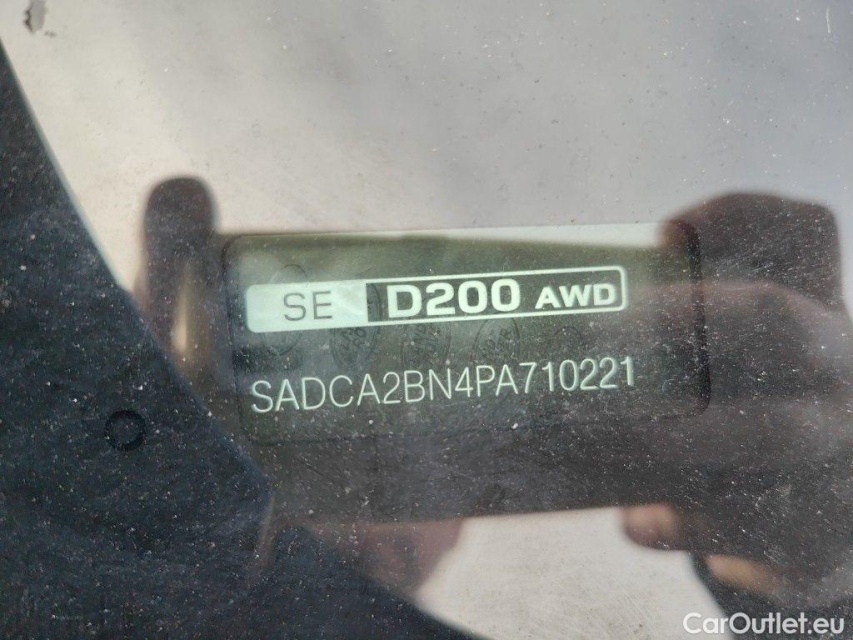 SE D200 AWD
SADCA2BN4PA710221
CarOutlet.eu